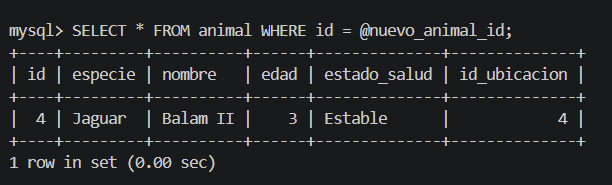 mysql> SELECT * FROM animal WHERE id = @nuevo_animal_id;
+----+---------+----------+------+--------------+--------------+
| id | especie | nombre   | edad | estado_salud | id_ubicacion |
+----+---------+----------+------+--------------+--------------+
|  4 | Jaguar  | Balam II |    3 | Estable      |            4 |
+----+---------+----------+------+--------------+--------------+
1 row in set (0.00 sec)